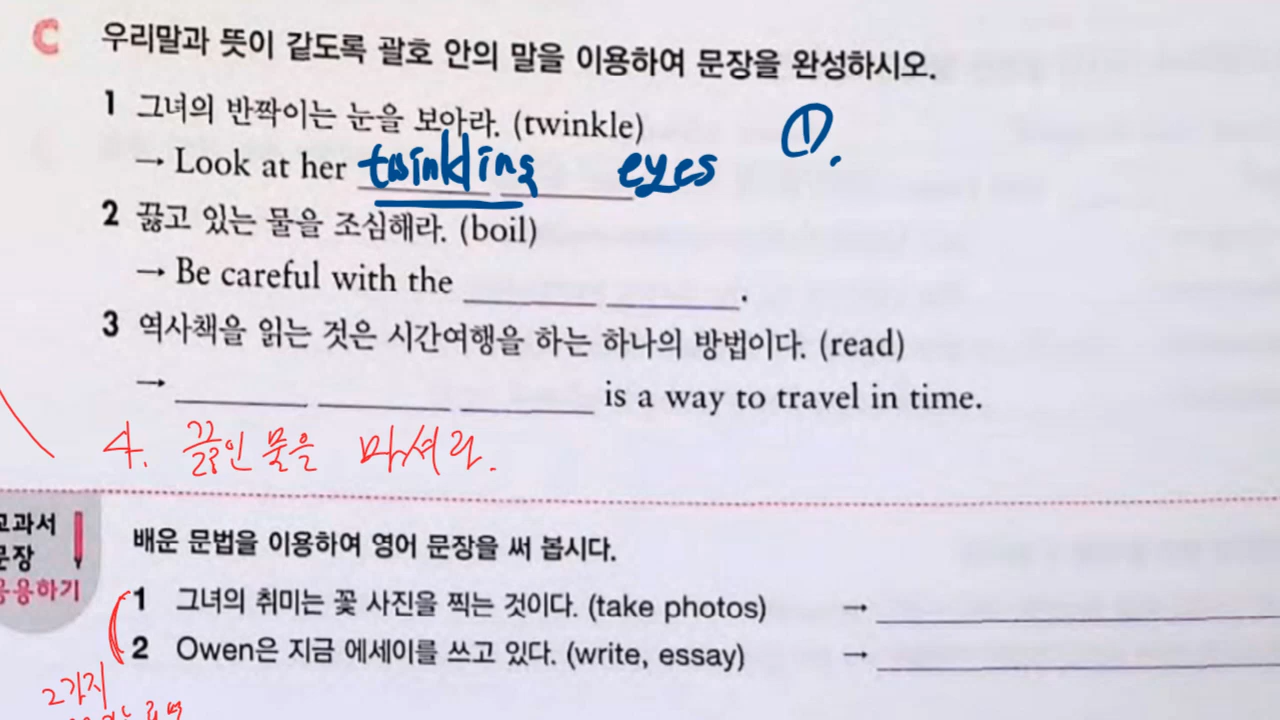 C 우리말과 뜻이 같도록 괄호 안의 말을 이용하여 문장을 완성하시오.
1 그녀의 반짝이는 눈을 보아라. (twinkle) ①.
→ Look at her twinkling eyes
2 끓고 있는 물을 조심해라. (boil)
→ Be careful with the ______ ______.
3 역사책을 읽는 것은 시간여행을 하는 하나의 방법이다. (read)
→ ______ ______ ______ is a way to travel in time.
4. 끓인 물을 마셔라.
교과서
문장
응용하기
배운 문법을 이용하여 영어 문장을 써 봅시다.
1 그녀의 취미는 꽃 사진을 찍는 것이다. (take photos) →
2 Owen은 지금 에세이를 쓰고 있다. (write, essay) →
2가지